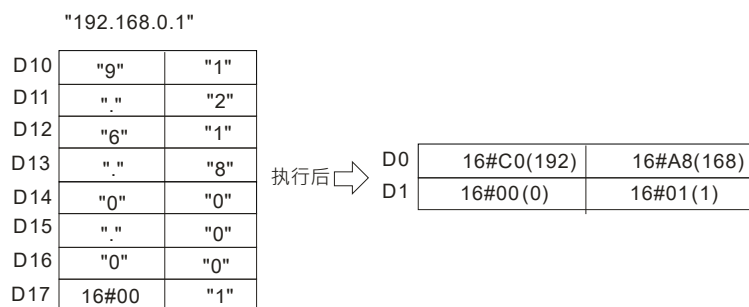 "192.168.0.1"
D10 "9" "1"
D11 "." "2"
D12 "6" "1"
D13 "." "8"
D14 "0" "0"
D15 "." "0"
D16 "0" "0"
D17 16#00 "1"
执行后
D0 16#C0(192) 16#A8(168)
D1 16#00(0) 16#01(1)